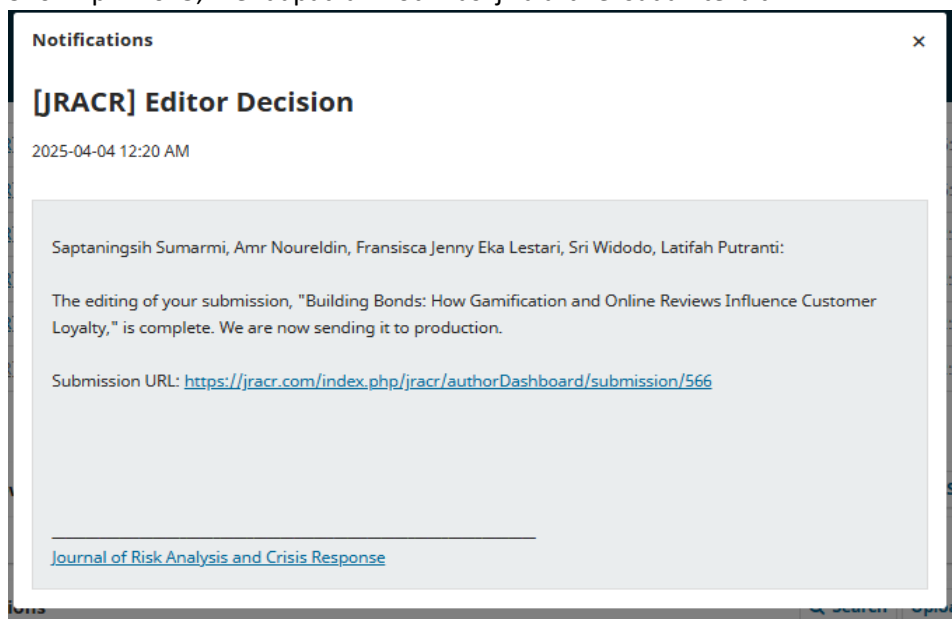 Notifications
×
[JRACR] Editor Decision
2025-04-04 12:20 AM
Saptaningsih Sumarmi, Amr Noureldin, Fransisca Jenny Eka Lestari, Sri Widodo, Latifah Putranti:
The editing of your submission, "Building Bonds: How Gamification and Online Reviews Influence Customer
Loyalty," is complete. We are now sending it to production.
Submission URL: https://jracr.com/index.php/jracr/authorDashboard/submission/566
Journal of Risk Analysis and Crisis Response
Search